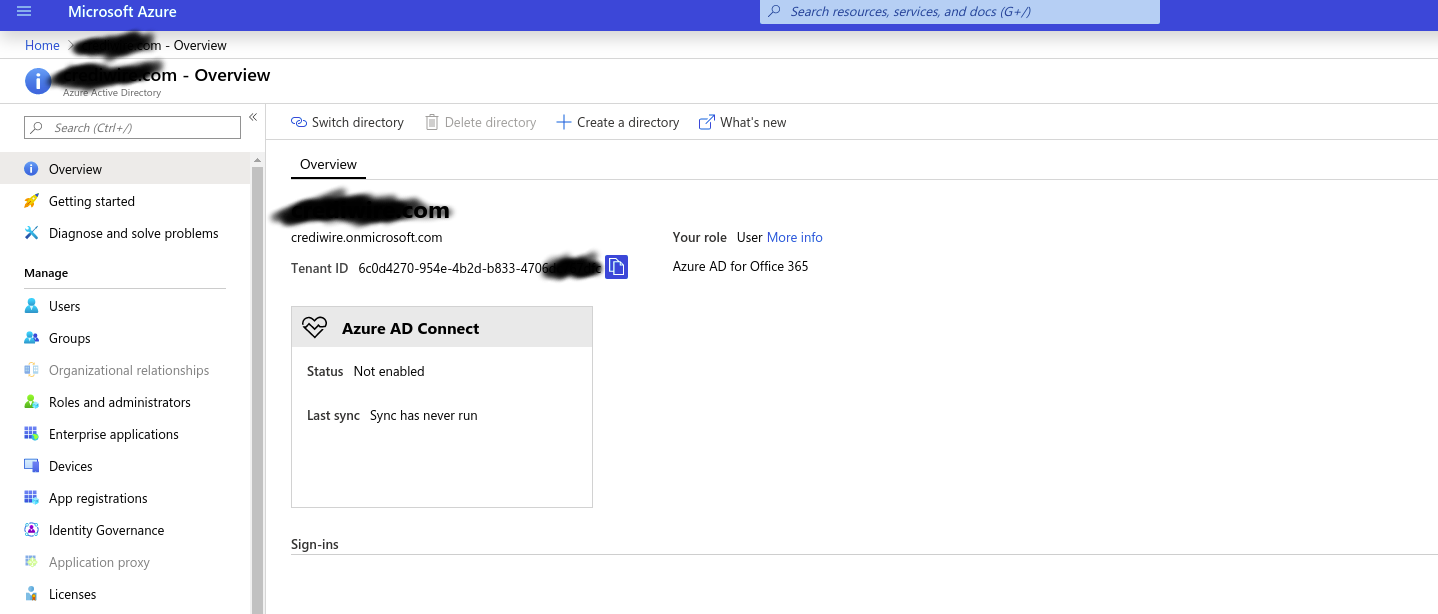 Microsoft Azure
Search resources, services, and docs (G+/)
Home
com - Overview
.com - Overview
Azure Active Directory
Search (Ctrl+/)
«
Switch directory
Delete directory
Create a directory
What's new
Overview
Getting started
Diagnose and solve problems
Manage
Users
Groups
Organizational relationships
Roles and administrators
Enterprise applications
Devices
App registrations
Identity Governance
Application proxy
Licenses
Overview
.com
crediwire.onmicrosoft.com
Your role User More info
Tenant ID 6c0d4270-954e-4b2d-b833-4706
Azure AD for Office 365
Azure AD Connect
Status Not enabled
Last sync Sync has never run
Sign-ins